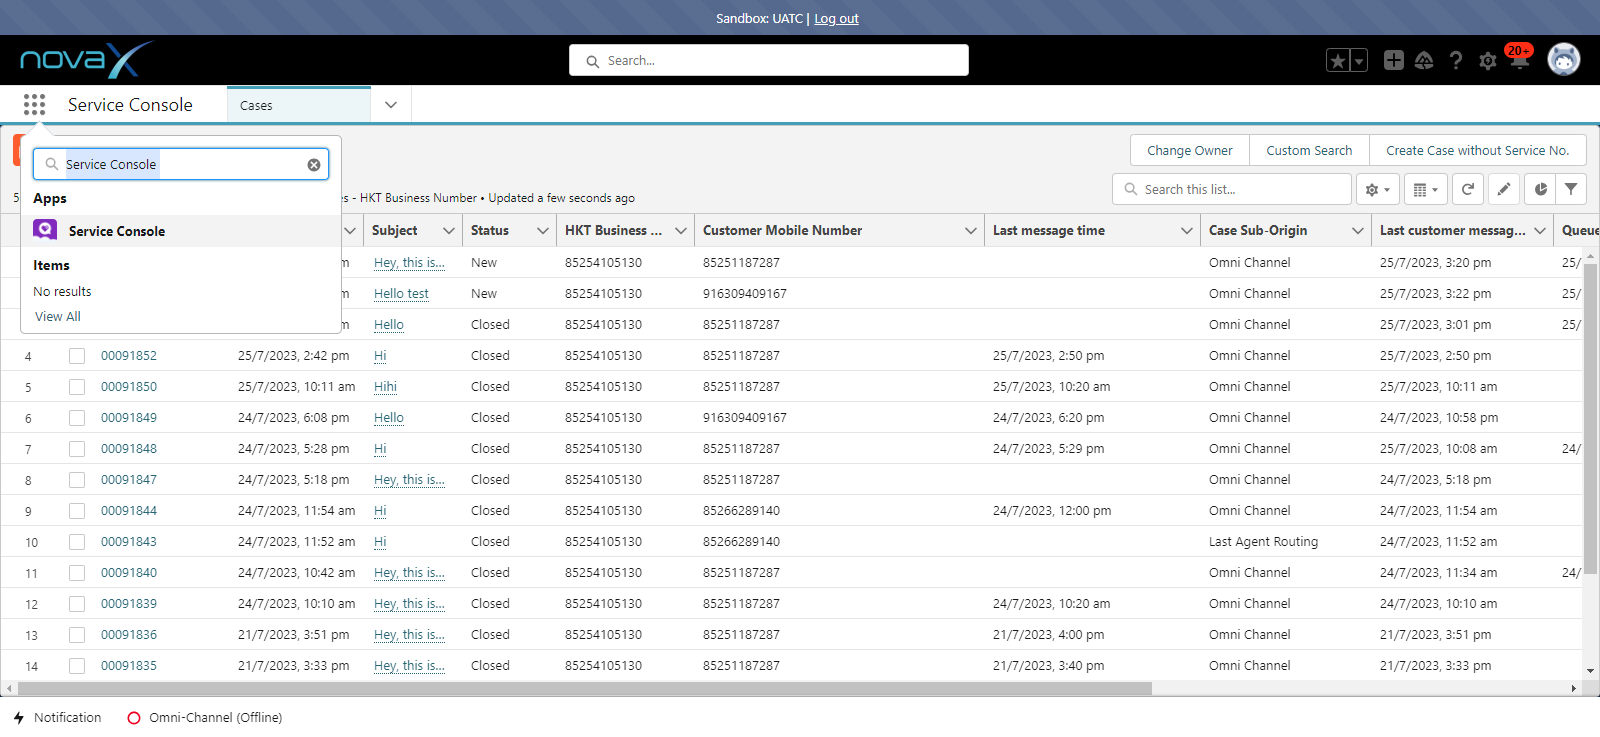 Sandbox: UATC | Log out
novaX
Search...
20+
Service Console
Cases
Service Console
Apps
Service Console
Items
No results
View All
Change Owner
Custom Search
Create Case without Service No.
5
s - HKT Business Number • Updated a few seconds ago
Search this list...
Subject Status HKT Business ... Customer Mobile Number Last message time Case Sub-Origin Last customer messag... Queue
m Hey, this is... New 85254105130 85251187287 Omni Channel 25/7/2023, 3:20 pm 25/
m Hello test New 85254105130 916309409167 Omni Channel 25/7/2023, 3:22 pm 25/
m Hello Closed 85254105130 85251187287 Omni Channel 25/7/2023, 3:01 pm 25/
4 00091852 25/7/2023, 2:42 pm Hi Closed 85254105130 85251187287 25/7/2023, 2:50 pm Omni Channel 25/7/2023, 2:50 pm
5 00091850 25/7/2023, 10:11 am Hihi Closed 85254105130 85251187287 25/7/2023, 10:20 am Omni Channel 25/7/2023, 10:11 am
6 00091849 24/7/2023, 6:08 pm Hello Closed 85254105130 916309409167 24/7/2023, 6:20 pm Omni Channel 24/7/2023, 10:58 pm
7 00091848 24/7/2023, 5:28 pm Hi Closed 85254105130 85251187287 24/7/2023, 5:29 pm Omni Channel 25/7/2023, 10:08 am 24/
8 00091847 24/7/2023, 5:18 pm Hey, this is... Closed 85254105130 85251187287 Omni Channel 24/7/2023, 5:18 pm
9 00091844 24/7/2023, 11:54 am Hi Closed 85254105130 85266289140 24/7/2023, 12:00 pm Omni Channel 24/7/2023, 11:54 am
10 00091843 24/7/2023, 11:52 am Hi Closed 85254105130 85266289140 Last Agent Routing 24/7/2023, 11:52 am
11 00091840 24/7/2023, 10:42 am Hey, this is... Closed 85254105130 85251187287 Omni Channel 24/7/2023, 11:34 am 24/
12 00091839 24/7/2023, 10:10 am Hey, this is... Closed 85254105130 85251187287 24/7/2023, 10:20 am Omni Channel 24/7/2023, 10:10 am
13 00091836 21/7/2023, 3:51 pm Hey, this is... Closed 85254105130 85251187287 21/7/2023, 4:00 pm Omni Channel 21/7/2023, 3:51 pm
14 00091835 21/7/2023, 3:33 pm Hey, this is... Closed 85254105130 85251187287 21/7/2023, 3:40 pm Omni Channel 21/7/2023, 3:33 pm
Notification Omni-Channel (Offline)